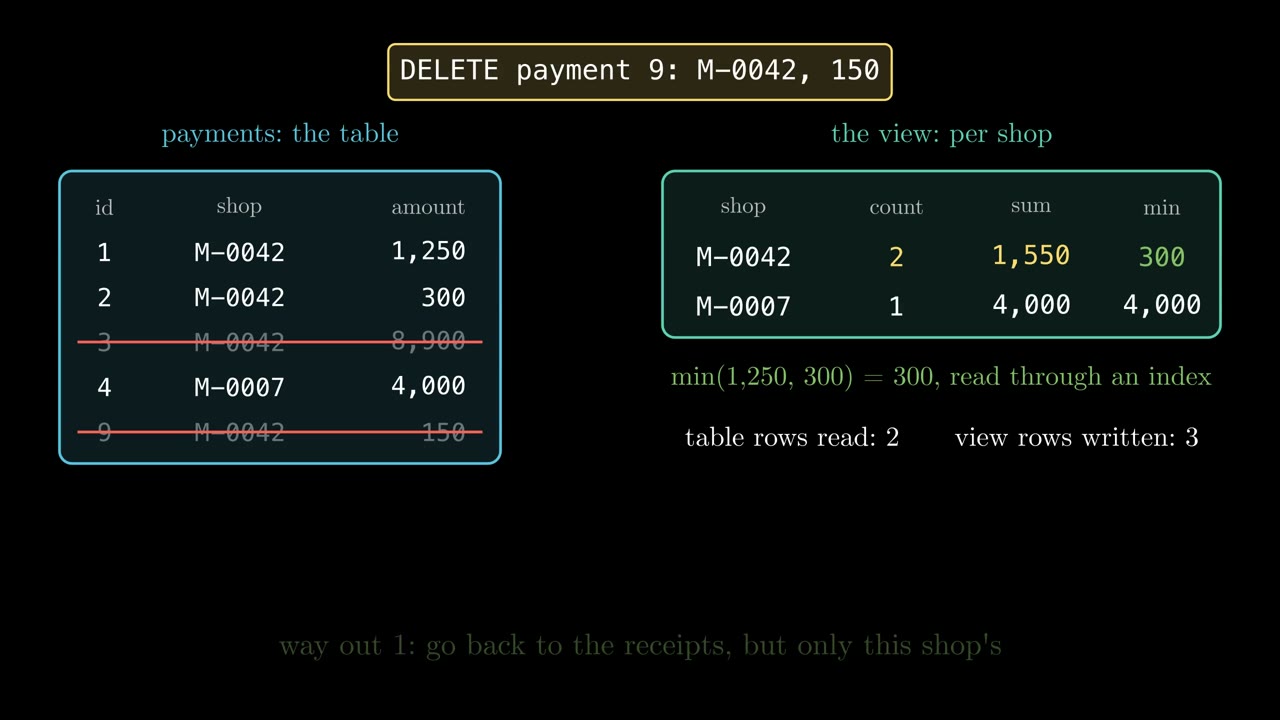 DELETE payment 9: M-0042, 150
payments: the table
id shop amount
1 M-0042 1,250
2 M-0042 300
3 M-0042 8,900
4 M-0007 4,000
9 M-0042 150
the view: per shop
shop count sum min
M-0042 2 1,550 300
M-0007 1 4,000 4,000
min(1,250, 300) = 300, read through an index
table rows read: 2 view rows written: 3
way out 1: go back to the receipts, but only this shop's